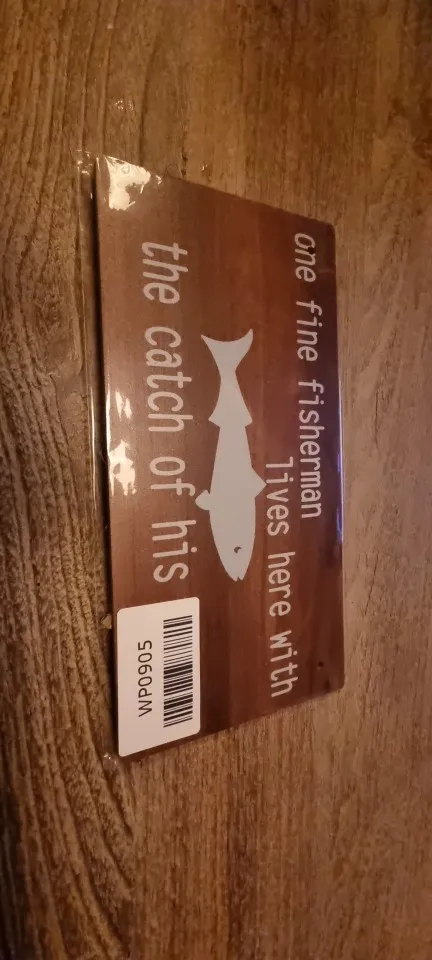 one fine fisherman
lives here with
the catch of his
WP0905